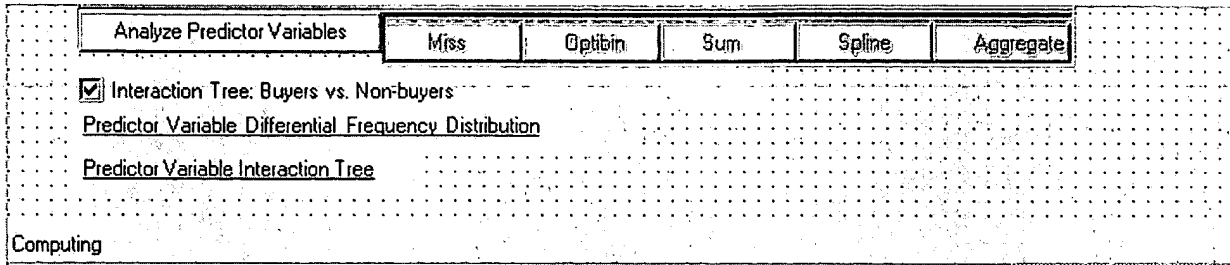 Analyze Predictor Variables Miss Optibin Sum Spline Aggregate
Interaction Tree: Buyers vs. Non-buyers
Predictor Variable Differential Frequency Distribution
Predictor Variable Interaction Tree
Computing